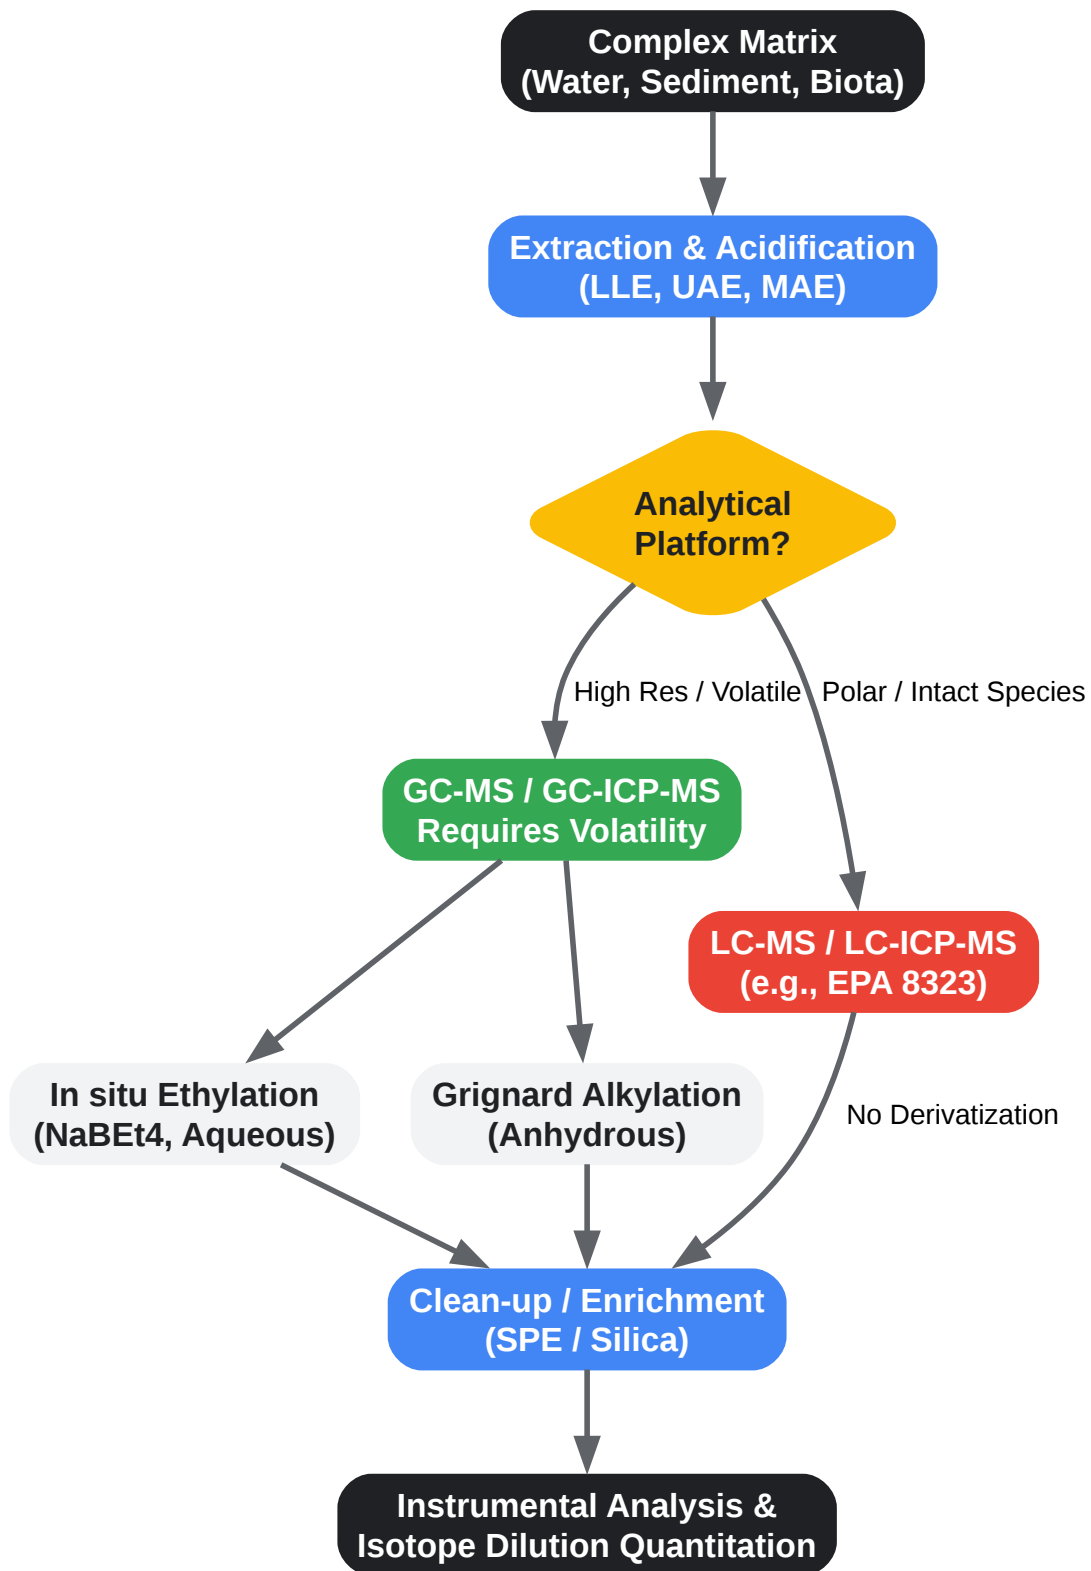 Complex Matrix
(Water, Sediment, Biota)
Extraction & Acidification
(LLE, UAE, MAE)
Analytical
Platform?
High Res / Volatile
Polar / Intact Species
GC-MS / GC-ICP-MS
Requires Volatility
LC-MS / LC-ICP-MS
(e.g., EPA 8323)
In situ Ethylation
(NaBEt4, Aqueous)
Grignard Alkylation
(Anhydrous)
No Derivatization
Clean-up / Enrichment
(SPE / Silica)
Instrumental Analysis &
Isotope Dilution Quantitation